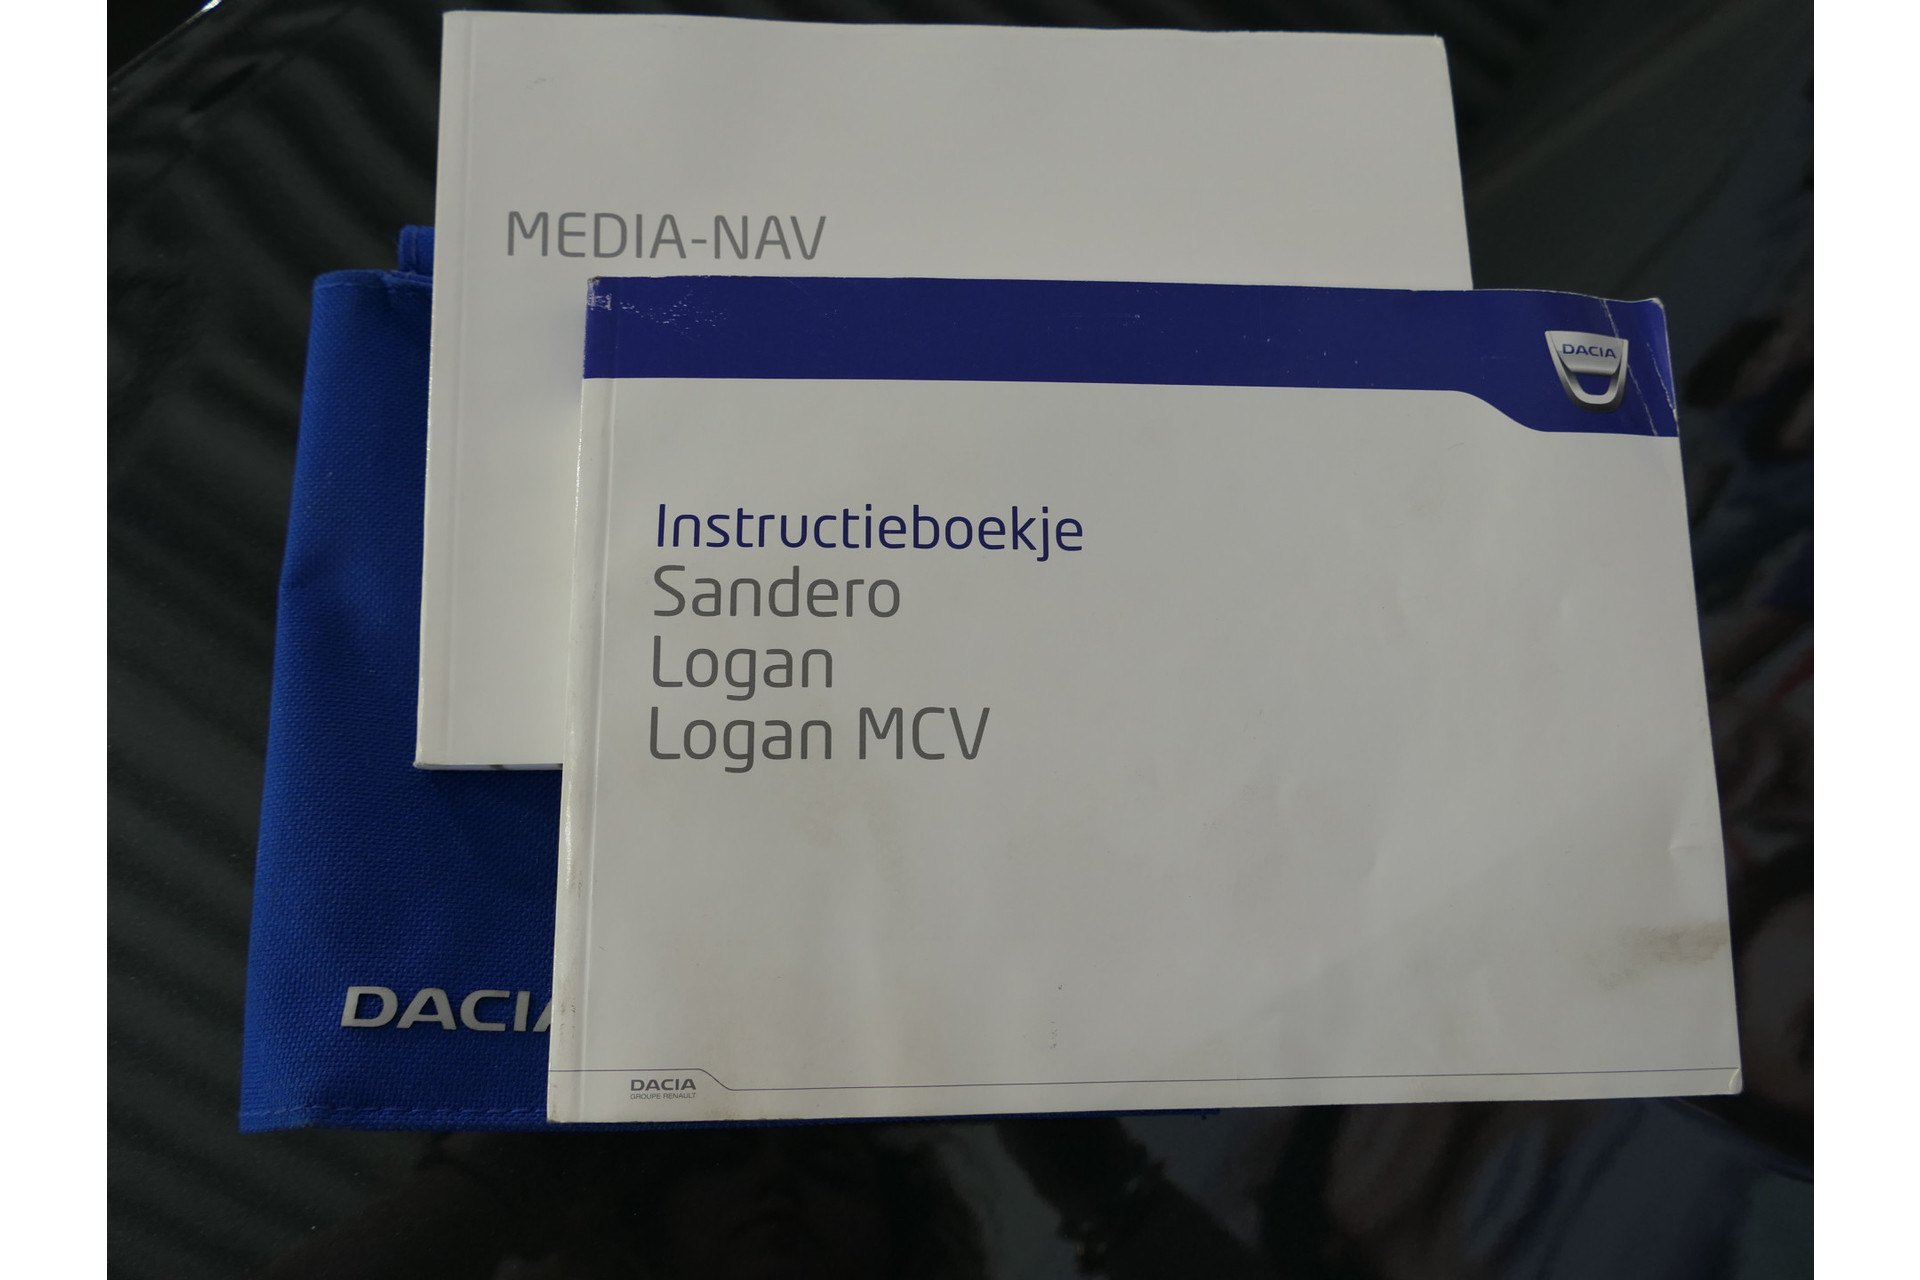 MEDIA-NAV
DACIA
Instructieboekje
Sandero
Logan
Logan MCV
DACIA
DACIA
GROUPE RENAULT